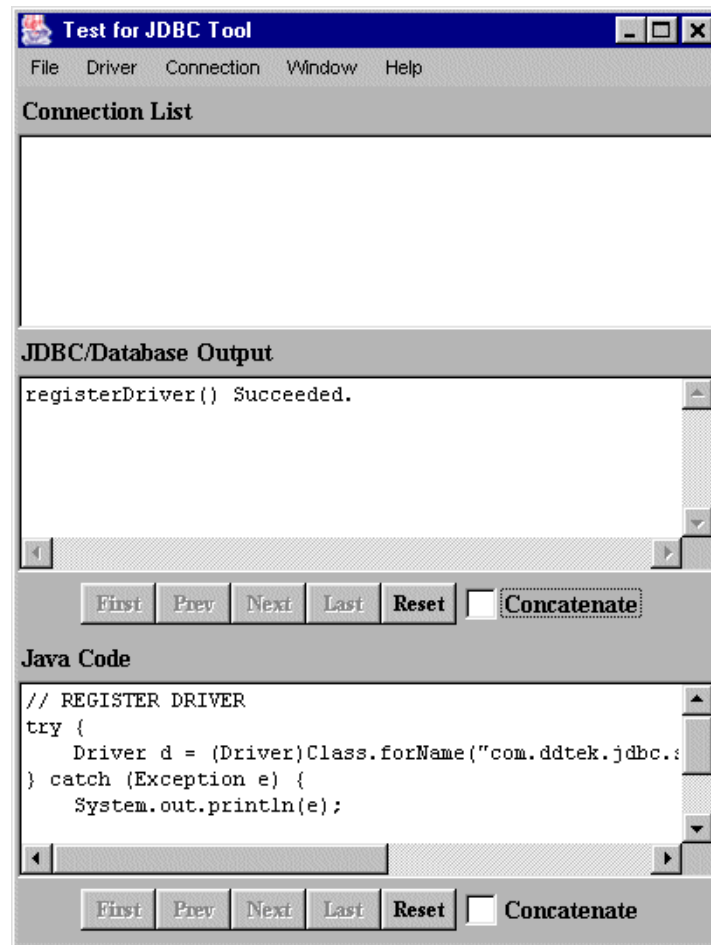 Test for JDBC Tool
File Driver Connection Window Help
Connection List
JDBC/Database Output
registerDriver() Succeeded.
First Prev Next Last Reset Concatenate
Java Code
// REGISTER DRIVER
try {
    Driver d = (Driver)Class.forName("com.ddtek.jdbc.
} catch (Exception e) {
    System.out.println(e);
First Prev Next Last Reset Concatenate